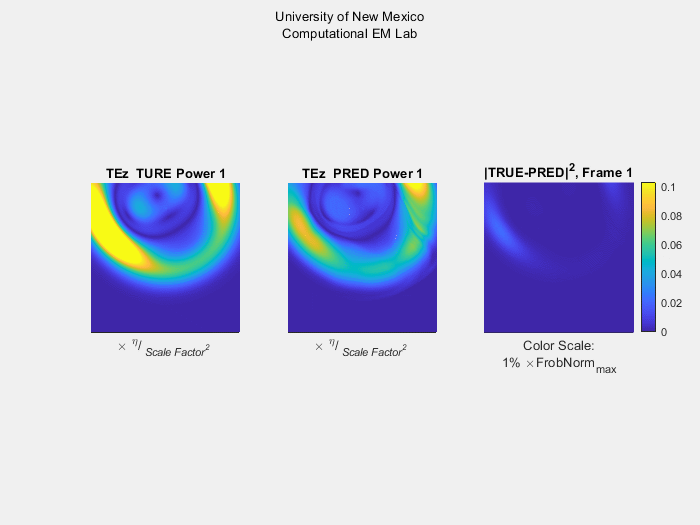 University of New Mexico
Computational EM Lab
TEz TURE Power 1
TEz PRED Power 1
|TRUE-PRED|², Frame 1
0.1
0.08
0.06
0.04
0.02
0
× η/ Scale Factor²
× η/ Scale Factor²
Color Scale:
1% ×FrobNorm_max